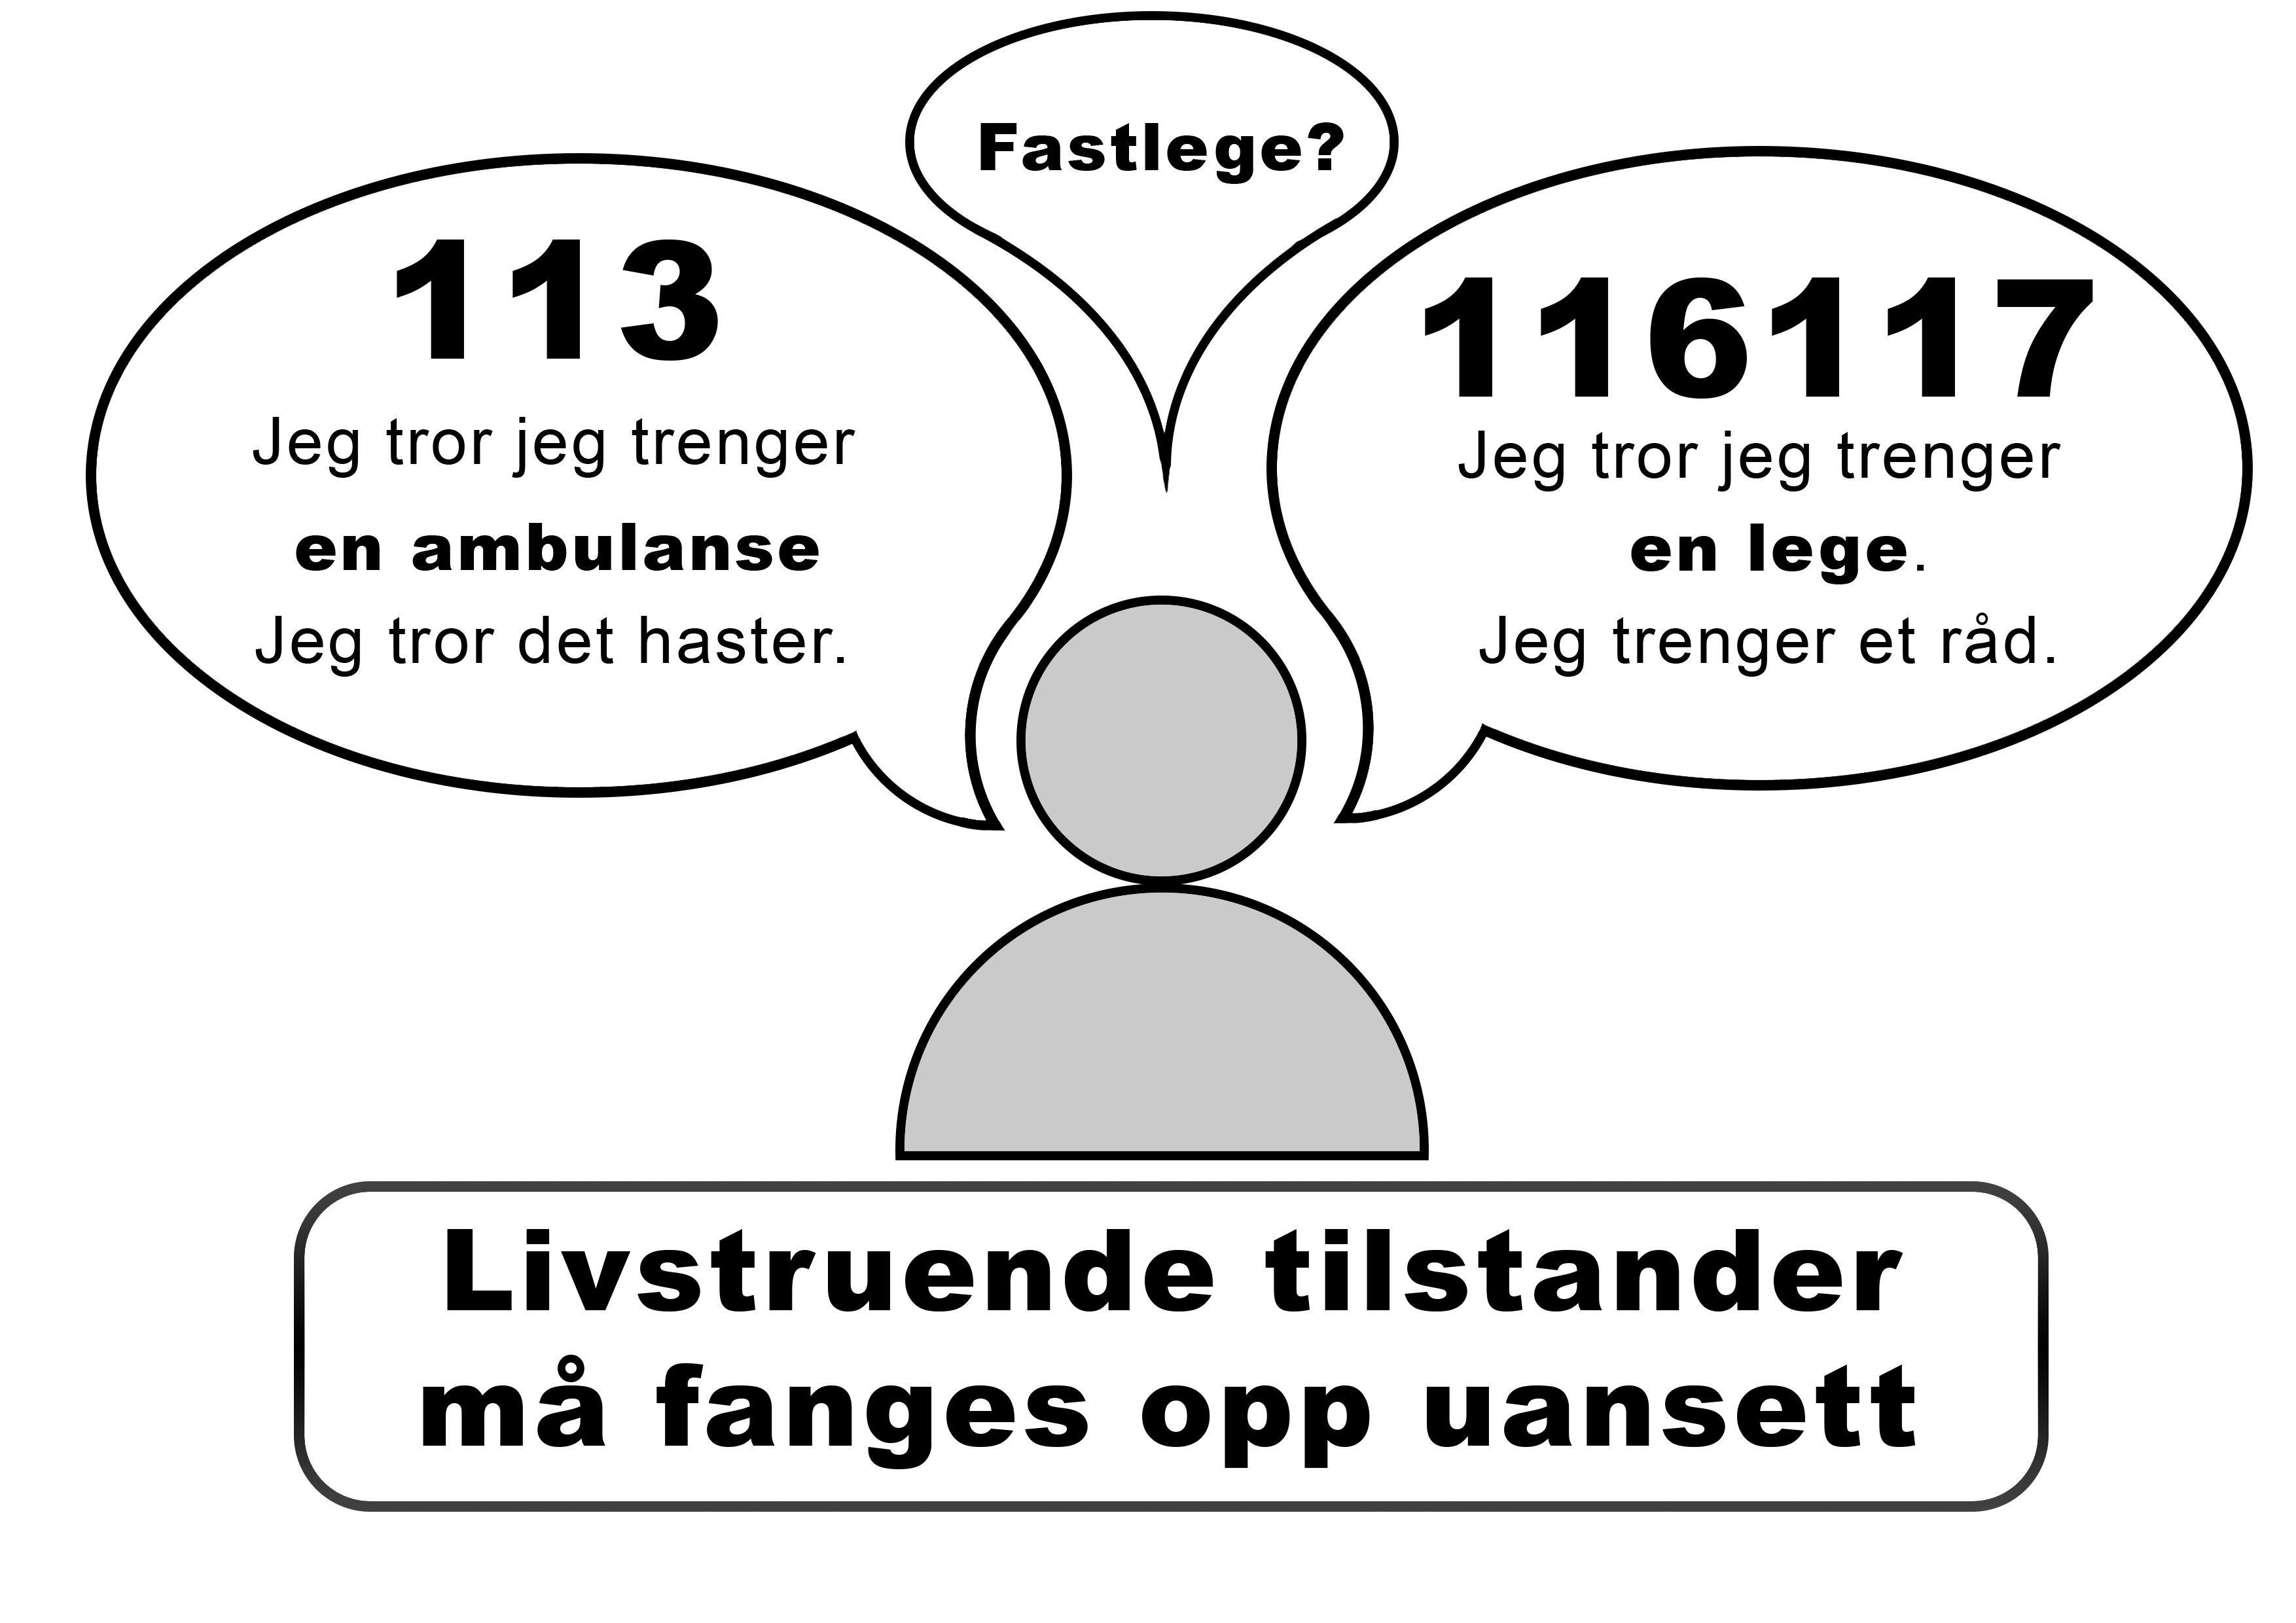 Fastlege?
113
Jeg tror jeg trenger
en ambulanse
Jeg tror det haster.
116117
Jeg tror jeg trenger
en lege.
Jeg trenger et råd.
Livstruende tilstander
må fanges opp uansett